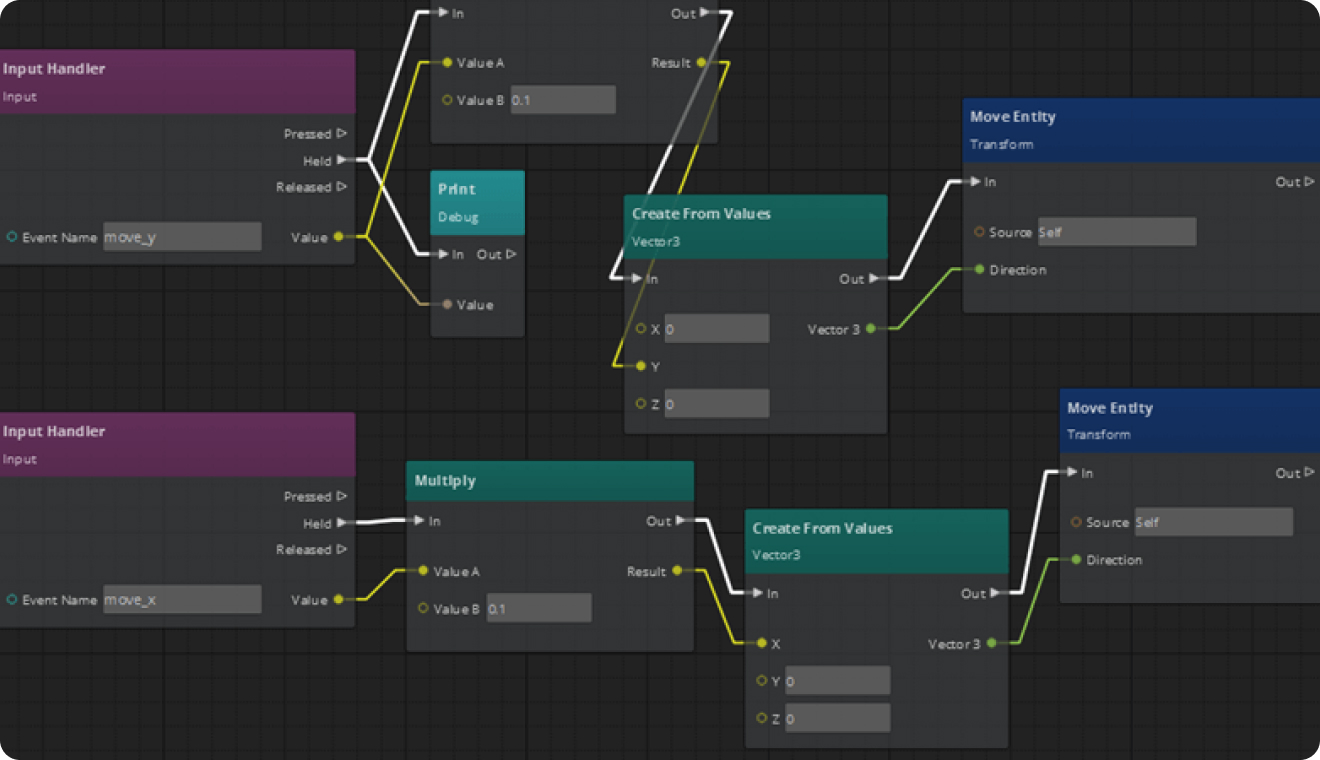 In Out
Value A Result
Value B 0.1
Input Handler
Input
Pressed
Held
Released
Event Name move_y Value
Print
Debug
In Out
Value
Create From Values
Vector3
In Out
X 0 Vector 3
Y
Z 0
Move Entity
Transform
In Out
Source Self
Direction
Input Handler
Input
Pressed
Held
Released
Event Name move_x Value
Multiply
In Out
Value A Result
Value B 0.1
Create From Values
Vector3
In Out
X Vector 3
Y 0
Z 0
Move Entity
Transform
In Out
Source Self
Direction